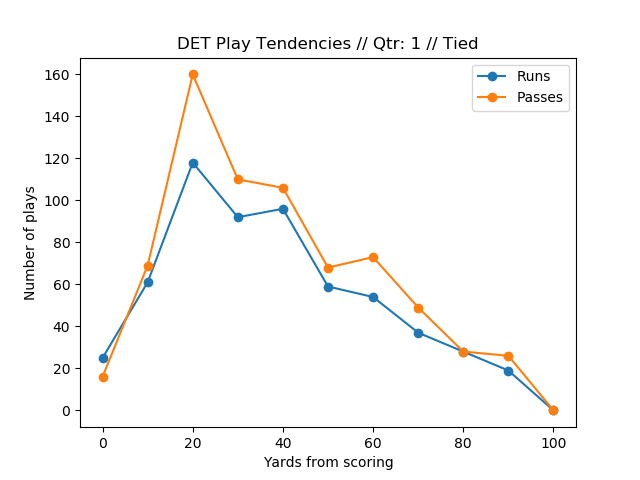 DET Play Tendencies // Qtr: 1 // Tied
Runs
Passes
Number of plays
160
140
120
100
80
60
40
20
0
0 20 40 60 80 100
Yards from scoring